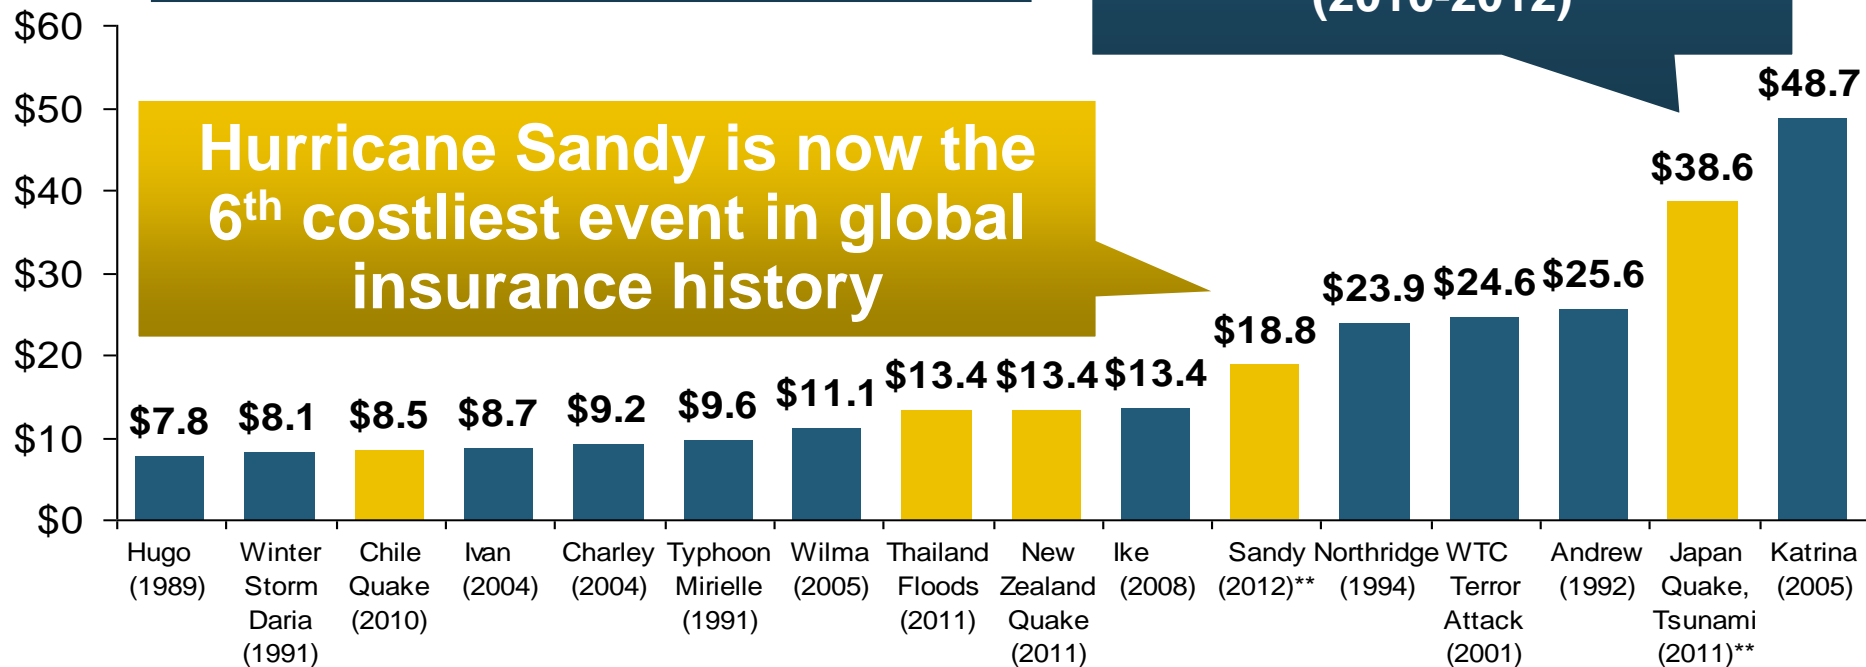 (2010-2012)
$60
$50
$40
$30
$20
$10
$0
Hurricane Sandy is now the
6th costliest event in global
insurance history
$7.8
$8.1
$8.5
$8.7
$9.2
$9.6
$11.1
$13.4
$13.4
$13.4
$18.8
$23.9
$24.6
$25.6
$38.6
$48.7
Hugo
(1989)
Winter
Storm
Daria
(1991)
Chile
Quake
(2010)
Ivan
(2004)
Charley
(2004)
Typhoon
Mirielle
(1991)
Wilma
(2005)
Thailand
Floods
(2011)
New
Zealand
Quake
(2011)
Ike
(2008)
Sandy
(2012)**
Northridge
(1994)
WTC
Terror
Attack
(2001)
Andrew
(1992)
Japan
Quake,
Tsunami
(2011)**
Katrina
(2005)